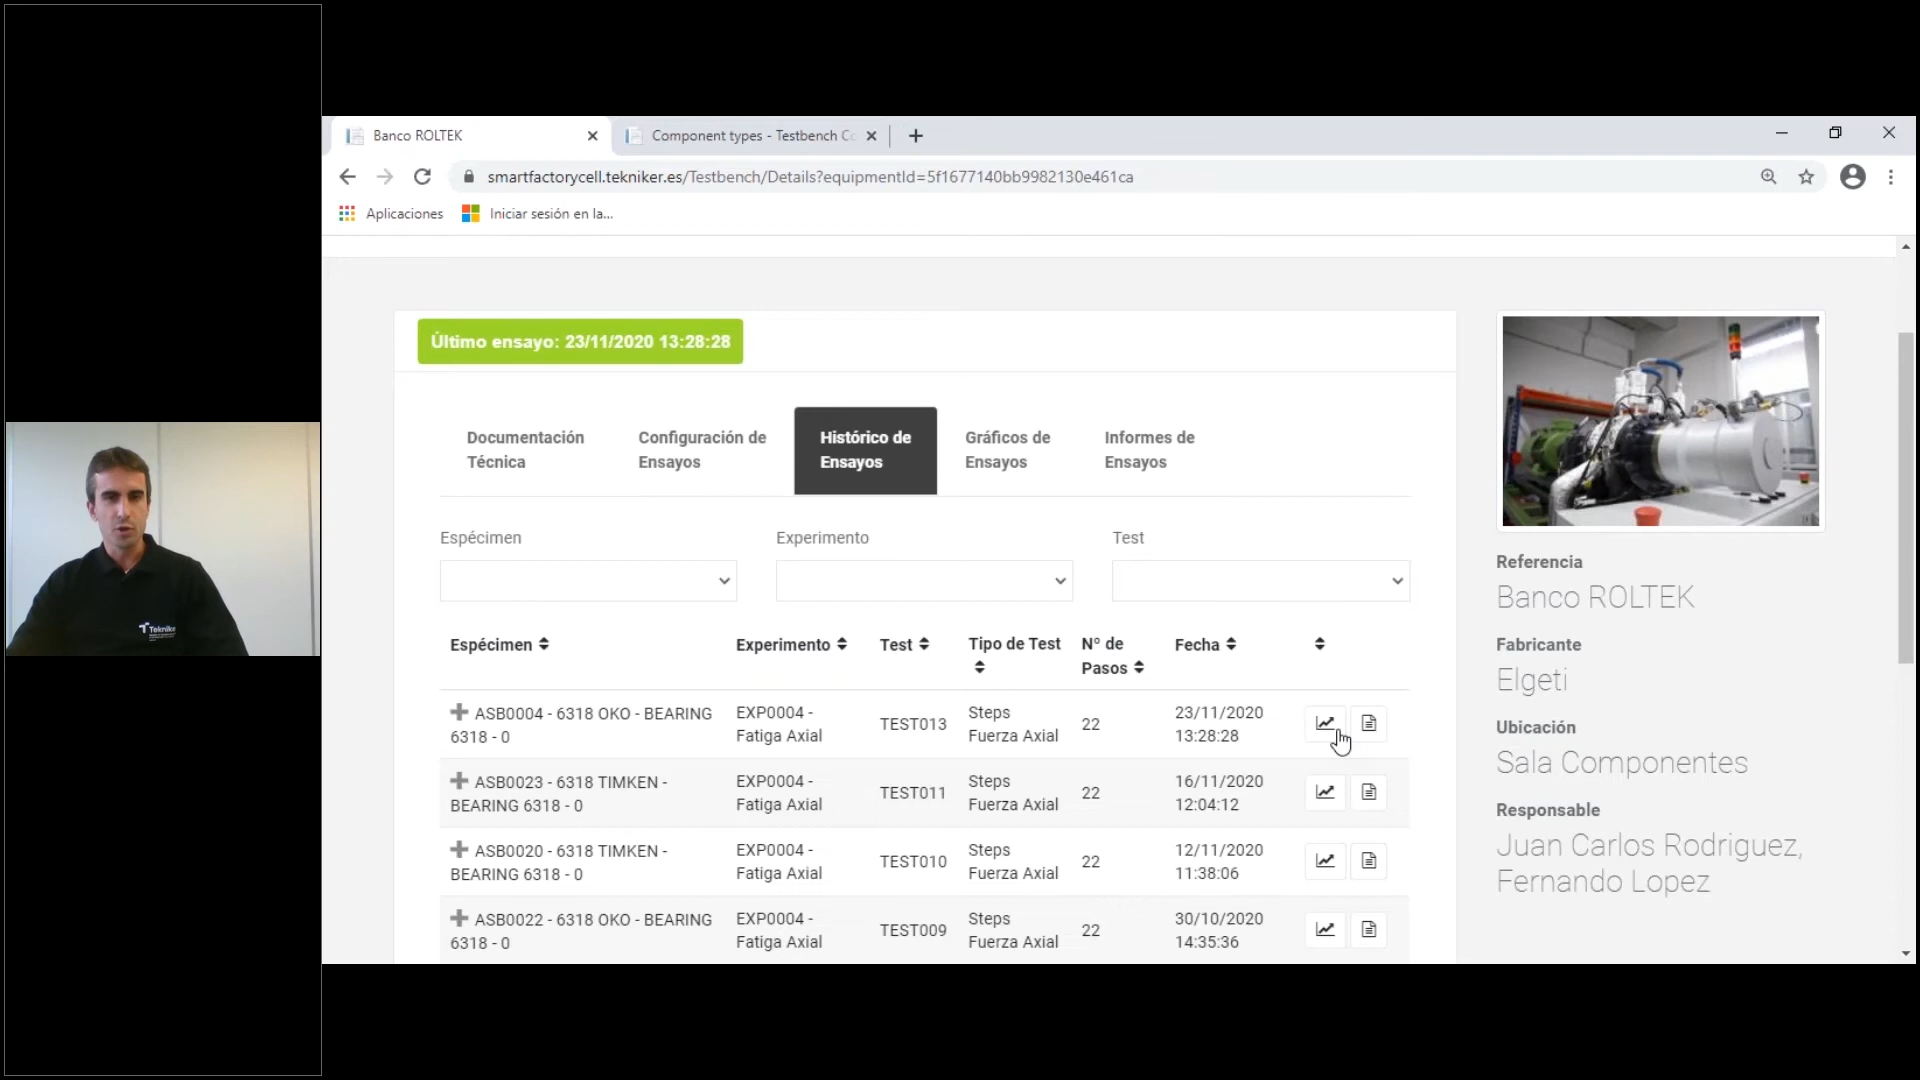 Banco ROLTEK
Component types - Testbench Co
smartfactorycell.tekniker.es/Testbench/Details?equipmentId=5f1677140bb9982130e461ca
Aplicaciones
Iniciar sesión en la...
Último ensayo: 23/11/2020 13:28:28
Documentación
Técnica
Configuración de
Ensayos
Histórico de
Ensayos
Gráficos de
Ensayos
Informes de
Ensayos
Espécimen
Experimento
Test
Espécimen
Experimento
Test
Tipo de Test
Nº de
Pasos
Fecha
ASB0004 - 6318 OKO - BEARING
6318 - 0
EXP0004 -
Fatiga Axial
TEST013
Steps
Fuerza Axial
22
23/11/2020
13:28:28
ASB0023 - 6318 TIMKEN -
BEARING 6318 - 0
EXP0004 -
Fatiga Axial
TEST011
Steps
Fuerza Axial
22
16/11/2020
12:04:12
ASB0020 - 6318 TIMKEN -
BEARING 6318 - 0
EXP0004 -
Fatiga Axial
TEST010
Steps
Fuerza Axial
22
12/11/2020
11:38:06
ASB0022 - 6318 OKO - BEARING
6318 - 0
EXP0004 -
Fatiga Axial
TEST009
Steps
Fuerza Axial
22
30/10/2020
14:35:36
Referencia
Banco ROLTEK
Fabricante
Elgeti
Ubicación
Sala Componentes
Responsable
Juan Carlos Rodriguez,
Fernando Lopez
Tekniker